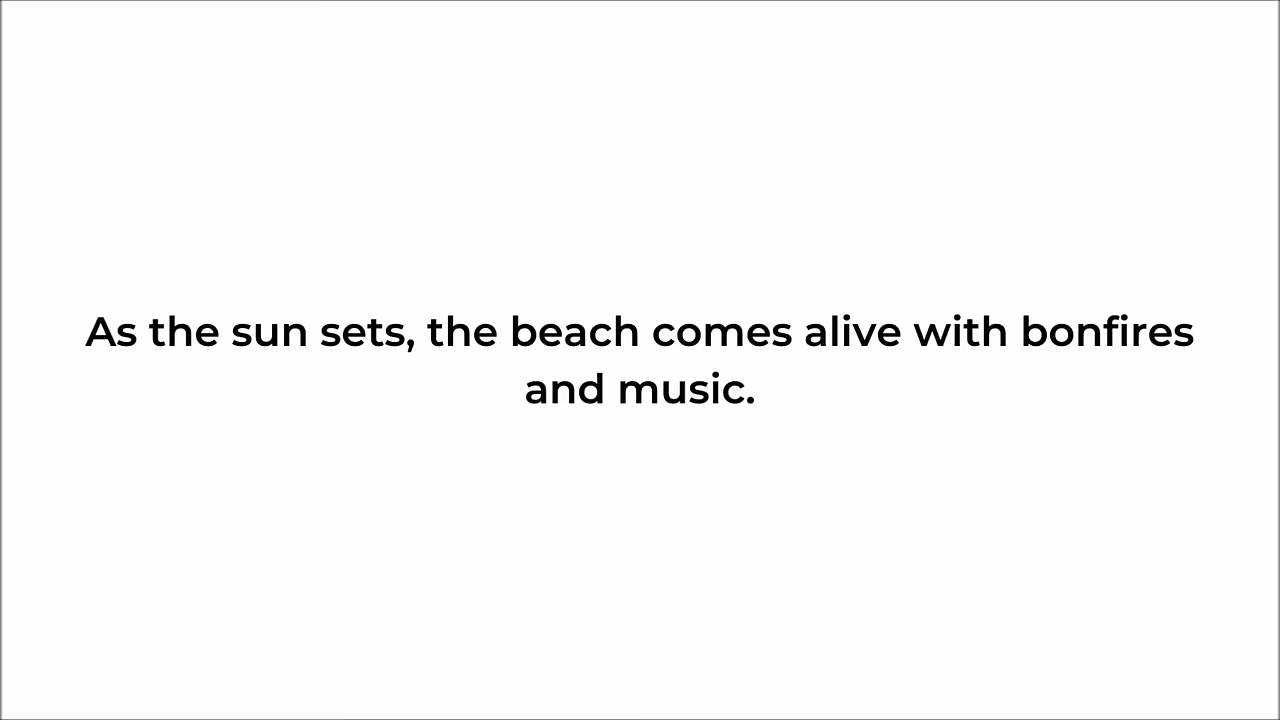 As the sun sets, the beach comes alive with bonfires
and music.